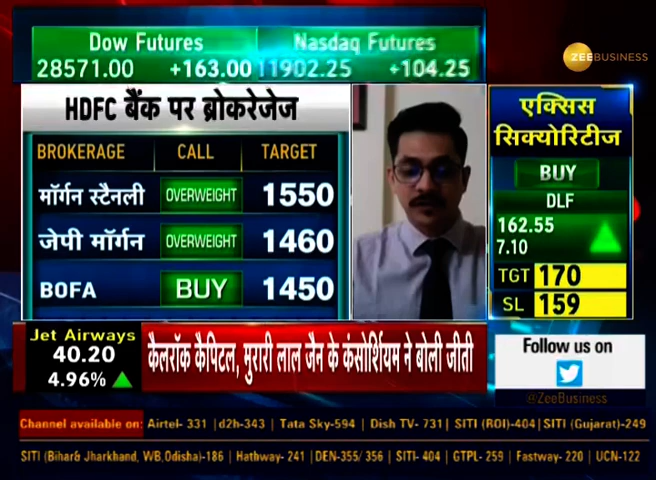 Dow Futures
28571.00 +163.00
Nasdaq Futures
11902.25 +104.25
ZEE BUSINESS
HDFC बैंक पर ब्रोकरेजेज
BROKERAGE CALL TARGET
मॉर्गन स्टैनली OVERWEIGHT 1550
जेपी मॉर्गन OVERWEIGHT 1460
BOFA BUY 1450
एक्सिस
सिक्योरिटीज
BUY
DLF
162.55
7.10
TGT 170
SL 159
Jet Airways
40.20
4.96%
कैलरॉक कैपिटल, मुरारी लाल जैन के कंसोर्शियम ने बोली जीती
Follow us on
@ZeeBusiness
Channel available on: Airtel- 331 | d2h-343 | Tata Sky-594 | Dish TV- 731 | SITI (ROI)-404 | SITI (Gujarat)-249
SITI (Bihar& Jharkhand, WB,Odisha)-186 | Hathway- 241 | DEN-355/ 356 | SITI- 404 | GTPL- 259 | Fastway- 220 | UCN-122